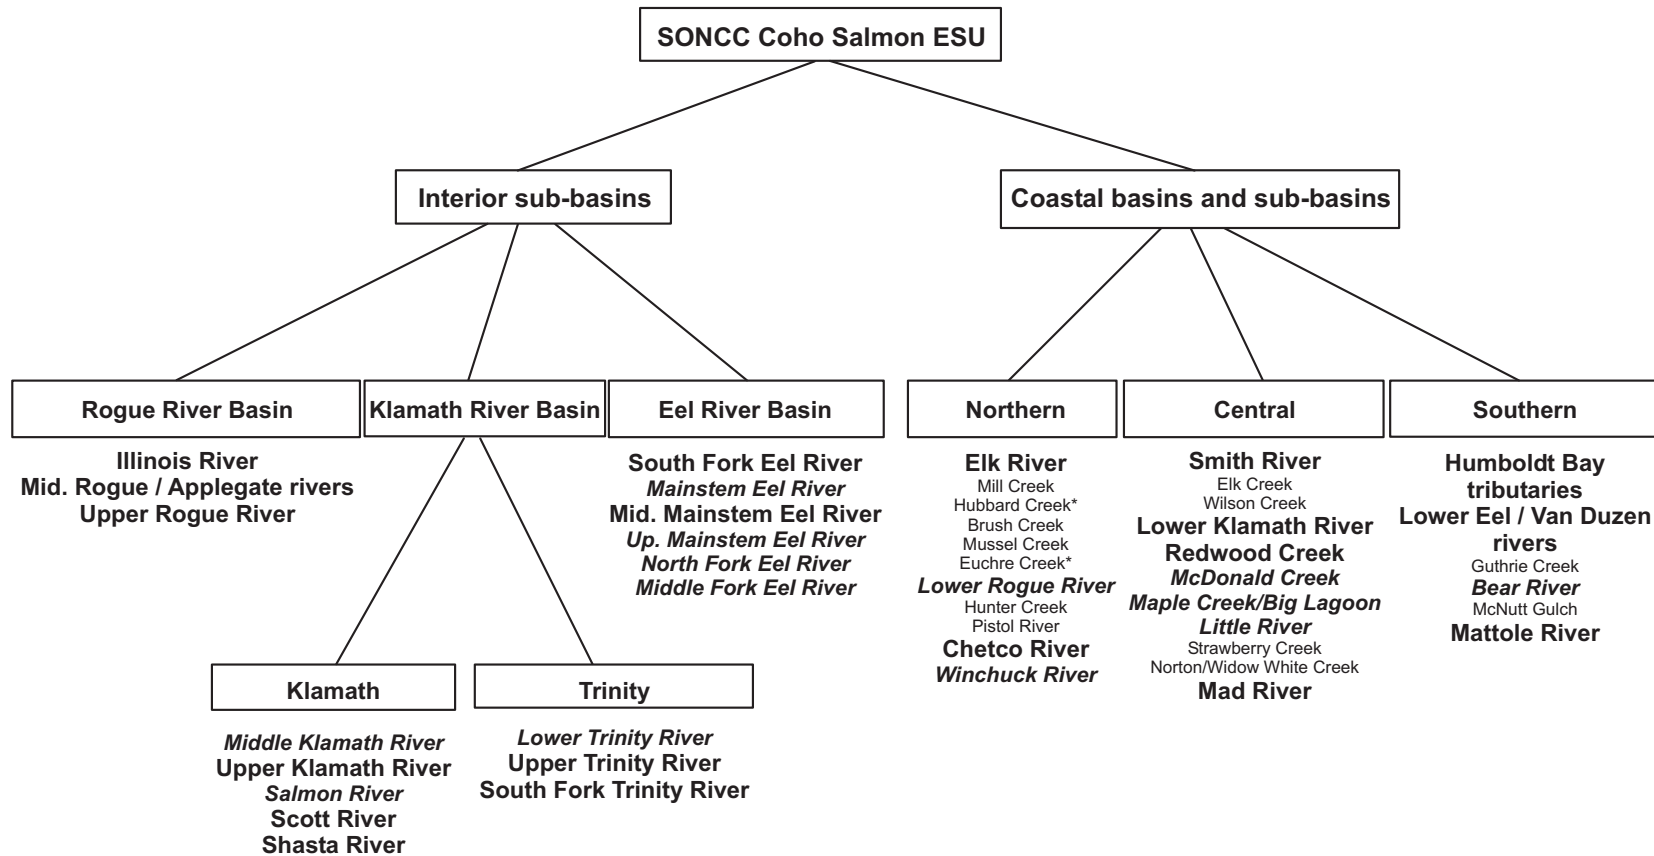 SONCC Coho Salmon ESU
Interior sub-basins
Coastal basins and sub-basins
Rogue River Basin
Illinois River
Mid. Rogue / Applegate rivers
Upper Rogue River
Klamath River Basin
Eel River Basin
South Fork Eel River
Mainstem Eel River
Mid. Mainstem Eel River
Up. Mainstem Eel River
North Fork Eel River
Middle Fork Eel River
Klamath
Middle Klamath River
Upper Klamath River
Salmon River
Scott River
Shasta River
Trinity
Lower Trinity River
Upper Trinity River
South Fork Trinity River
Northern
Elk River
Mill Creek
Hubbard Creek*
Brush Creek
Mussel Creek
Euchre Creek*
Lower Rogue River
Hunter Creek
Pistol River
Chetco River
Winchuck River
Central
Smith River
Elk Creek
Wilson Creek
Lower Klamath River
Redwood Creek
McDonald Creek
Maple Creek/Big Lagoon
Little River
Strawberry Creek
Norton/Widow White Creek
Mad River
Southern
Humboldt Bay
tributaries
Lower Eel / Van Duzen
rivers
Guthrie Creek
Bear River
McNutt Gulch
Mattole River